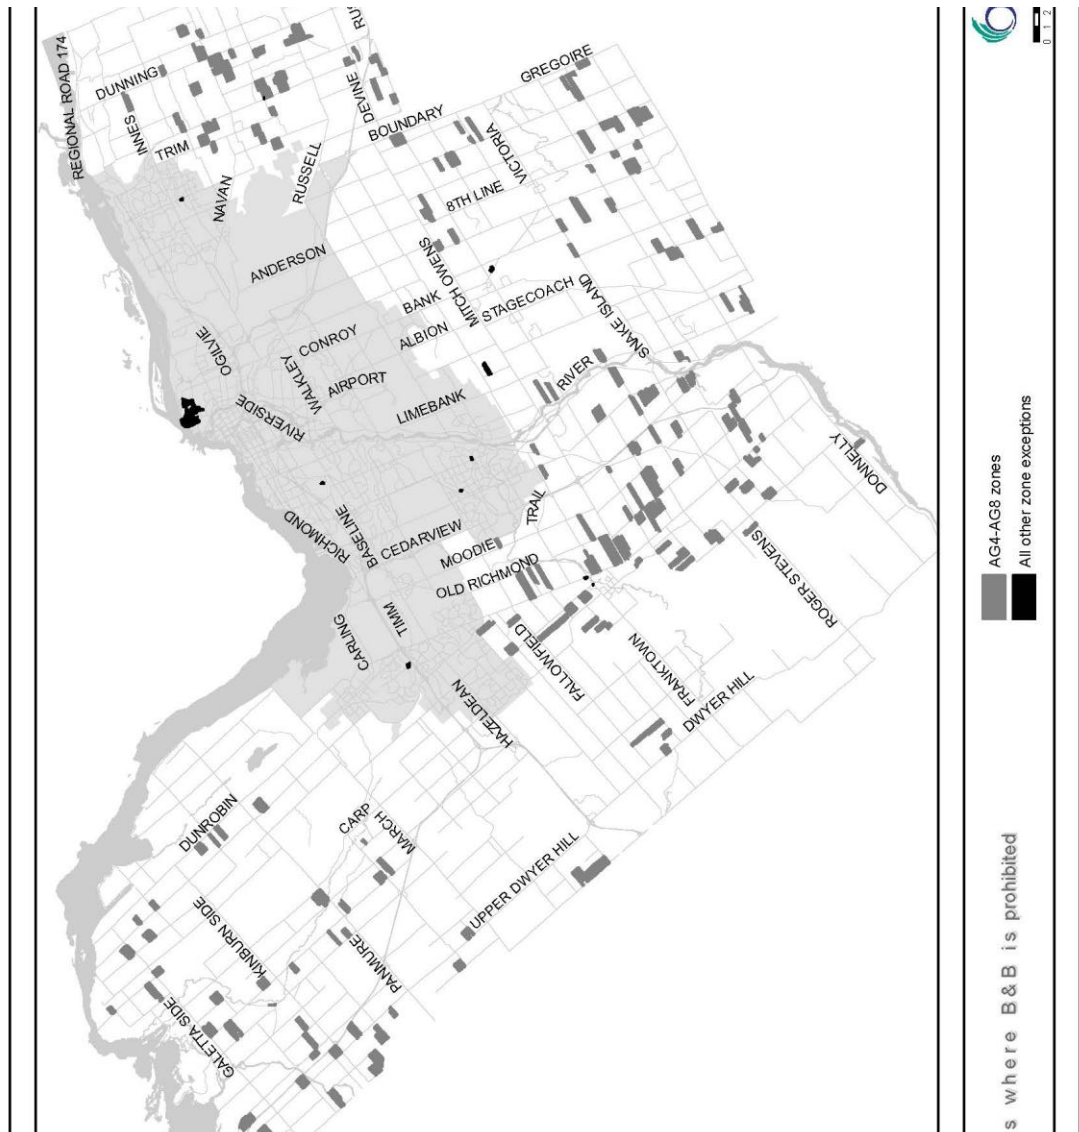 REGIONAL ROAD 174
DUNNING
INNES
TRIM
NAVAN
RUSSELL
DEVINE
BOUNDARY
GREGOIRE
VICTORIA
8TH LINE
ANDERSON
MITCH OWENS
BANK
STAGECOACH
ALBION
SNAKE ISLAND
OGILVIE
CONROY
WALKLEY
AIRPORT
RIVERSIDE
LIMEBANK
RIVER
DONNELLY
RICHMOND
BASELINE
CEDARVIEW
TRAIL
MOODIE
OLD RICHMOND
ROGER STEVENS
CARLING
TIMM
FALLOWFIELD
FRANKTOWN
HAZELDEAN
DWYER HILL
DUNROBIN
CARP
MARCH
UPPER DWYER HILL
KINBURN SIDE
PANMURE
GALETTA SIDE
0 1 2
AG4-AG8 zones
All other zone exceptions
s where B&B is prohibited